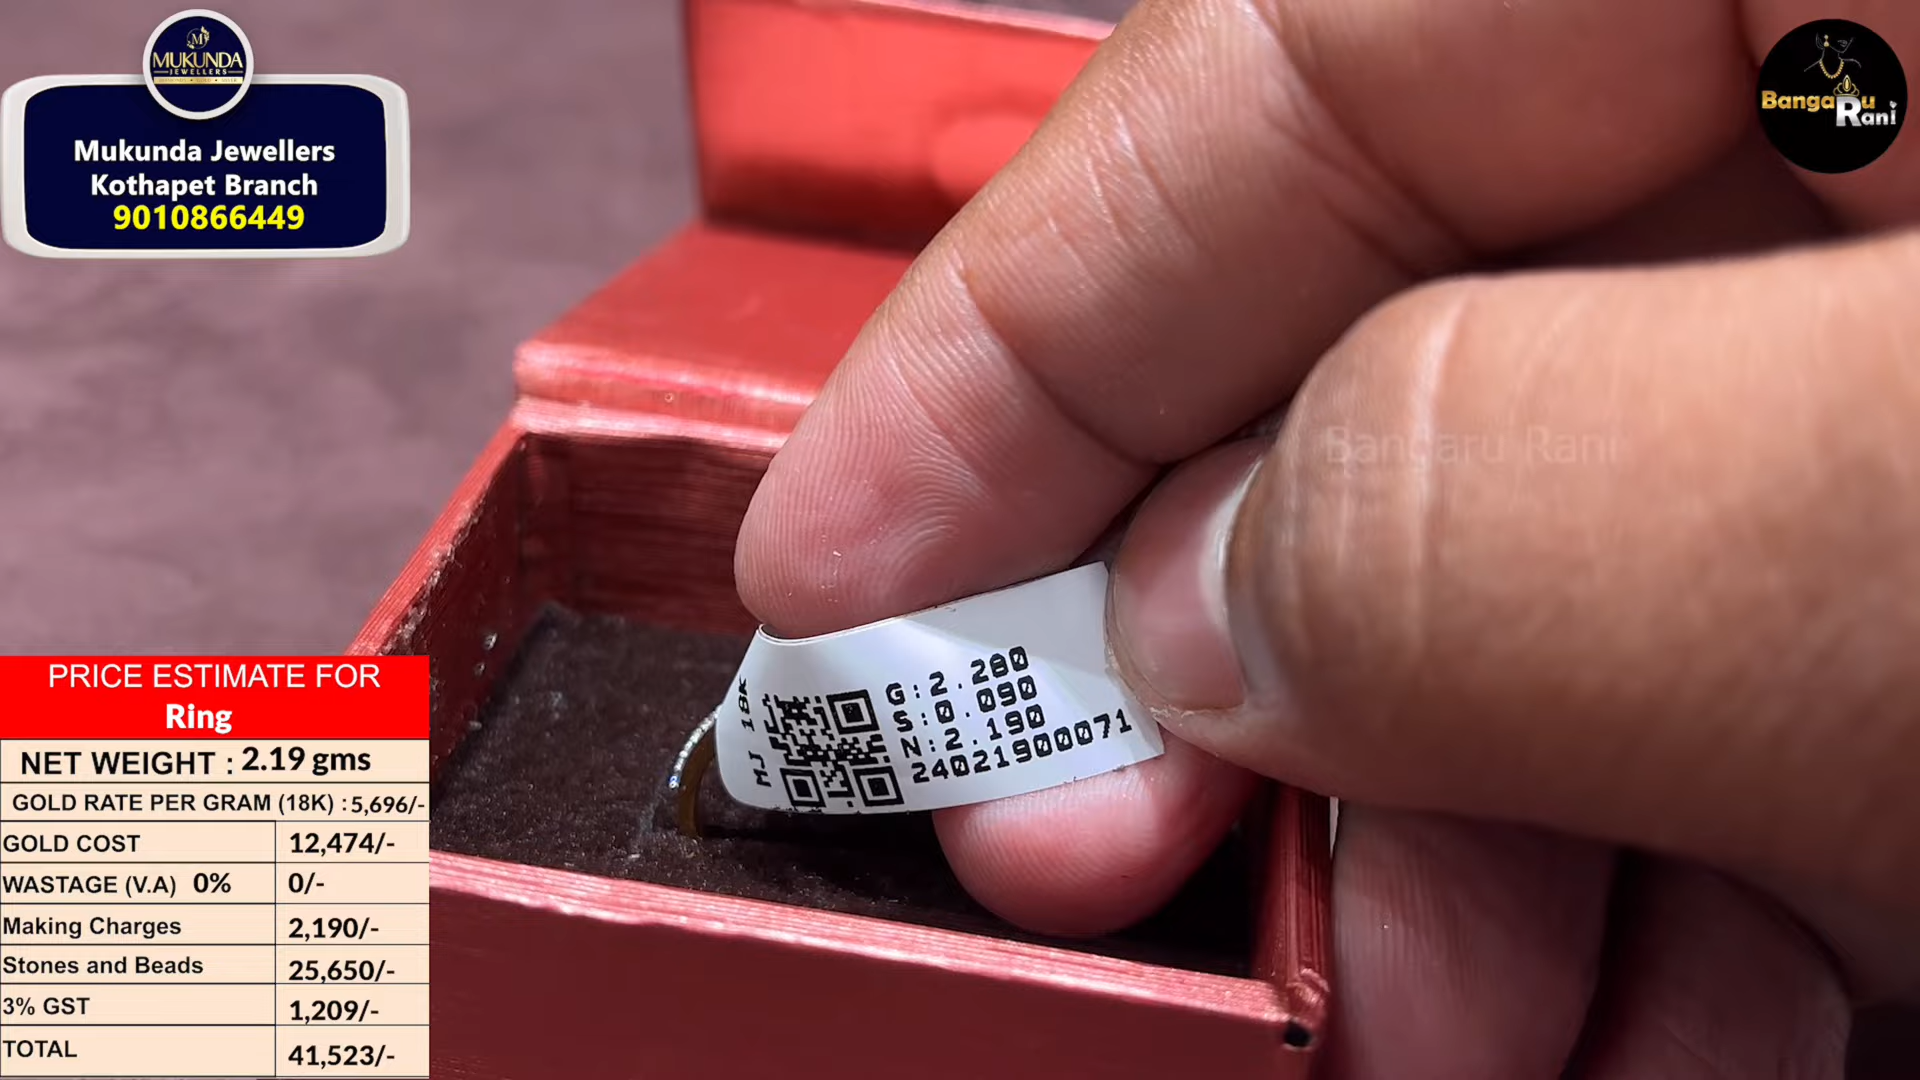 MUKUNDA
JEWELLERS
Mukunda Jewellers
Kothapet Branch
9010866449
Bangaru
Rani
Bangaru Rani
MJ 18K
G:2.280
S:0.090
N:2.190
24021900071
PRICE ESTIMATE FOR
Ring
NET WEIGHT : 2.19 gms
GOLD RATE PER GRAM (18K) : 5,696/-
GOLD COST 12,474/-
WASTAGE (V.A) 0% 0/-
Making Charges 2,190/-
Stones and Beads 25,650/-
3% GST 1,209/-
TOTAL 41,523/-